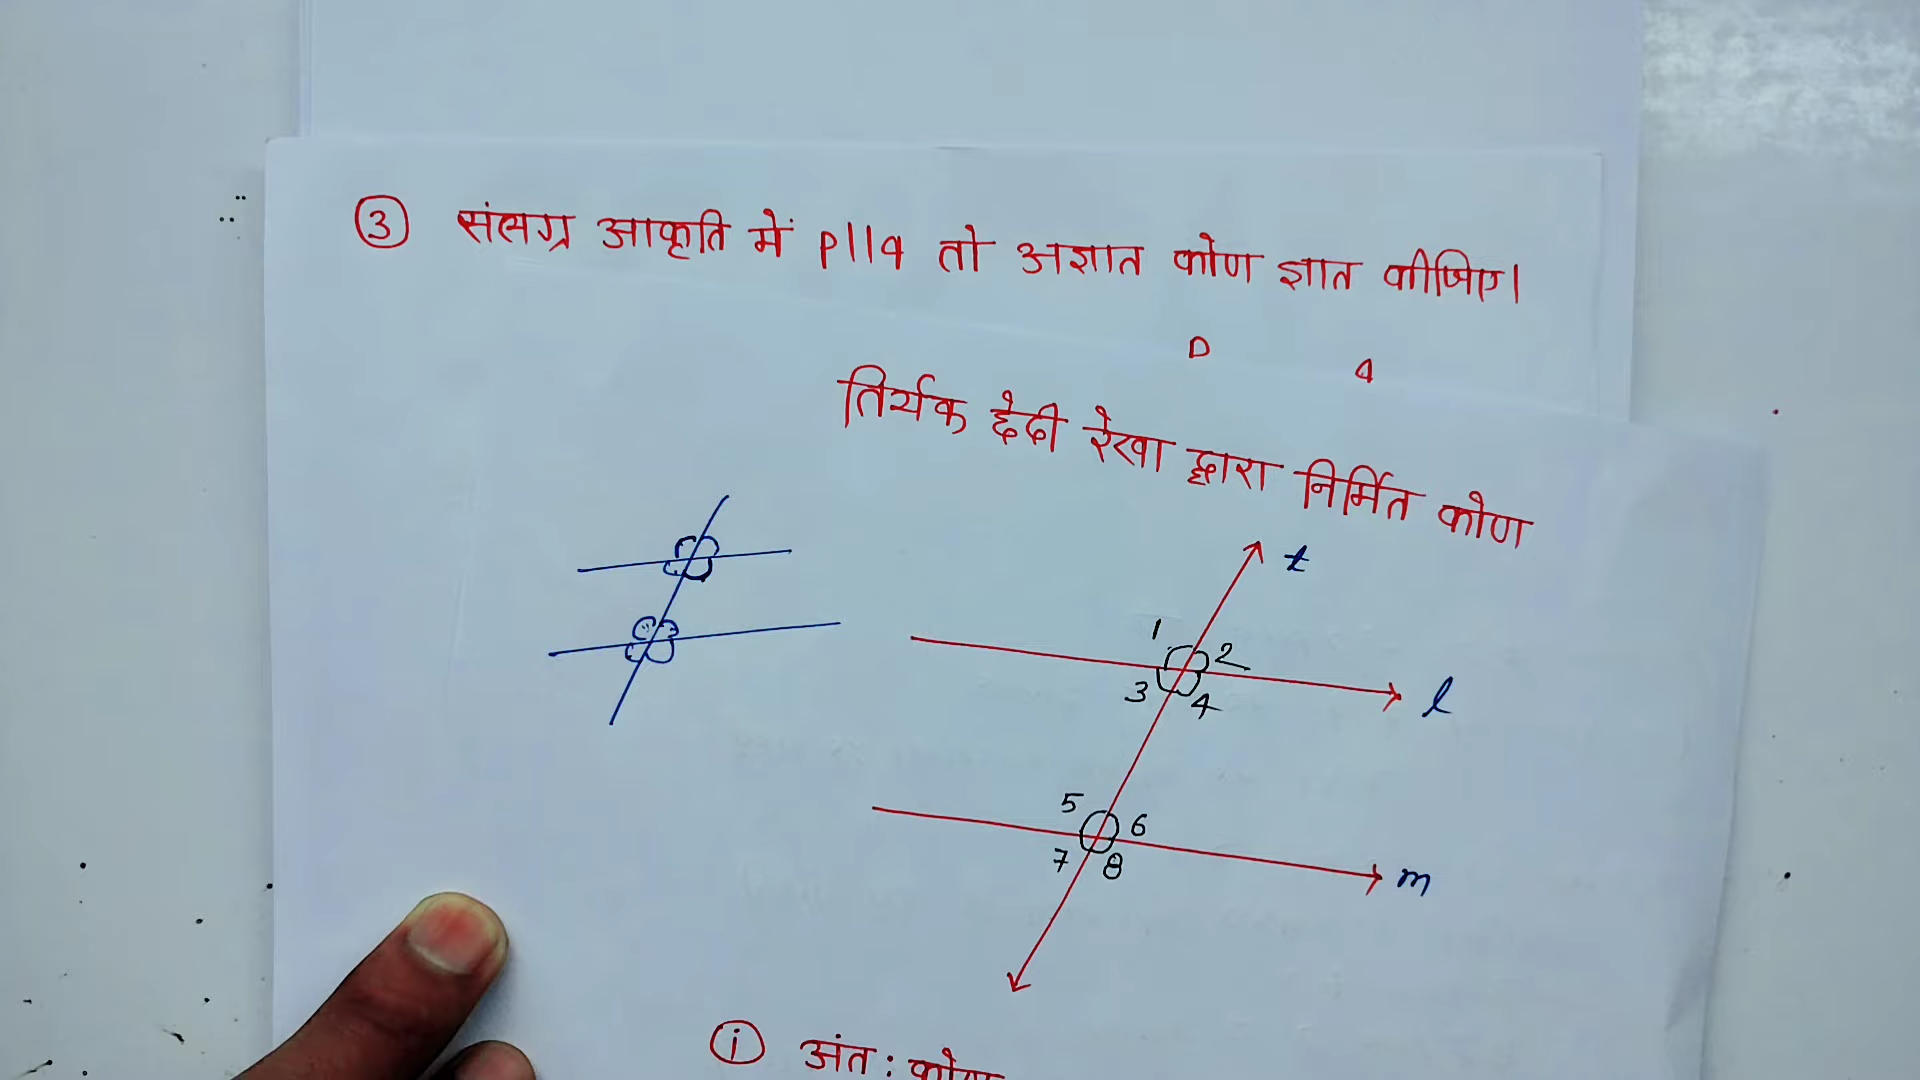 ③ संलग्न आकृति में p||q तो अज्ञात कोण ज्ञात कीजिए।
p q
तिर्यक छेदी रेखा द्वारा निर्मित कोण
t
1 2
3 4
l
5 6
7 8
m
ⓘ अंत: कोण